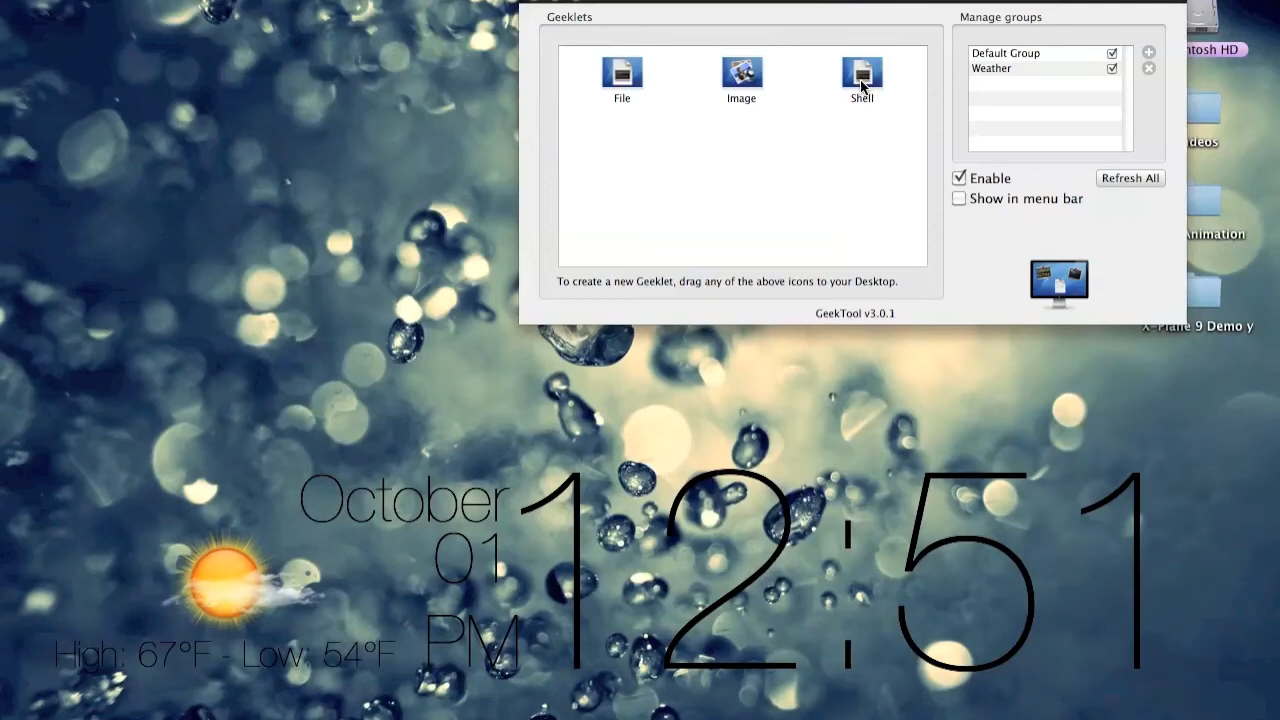 Geeklets
Manage groups
File
Image
Shell
To create a new Geeklet, drag any of the above icons to your Desktop.
Default Group
Weather
Enable
Refresh All
Show in menu bar
GeekTool v3.0.1
ntosh HD
deos
Animation
X-Plane 9 Demo y
October
01
PM
12:51
High: 67°F - Low: 54°F